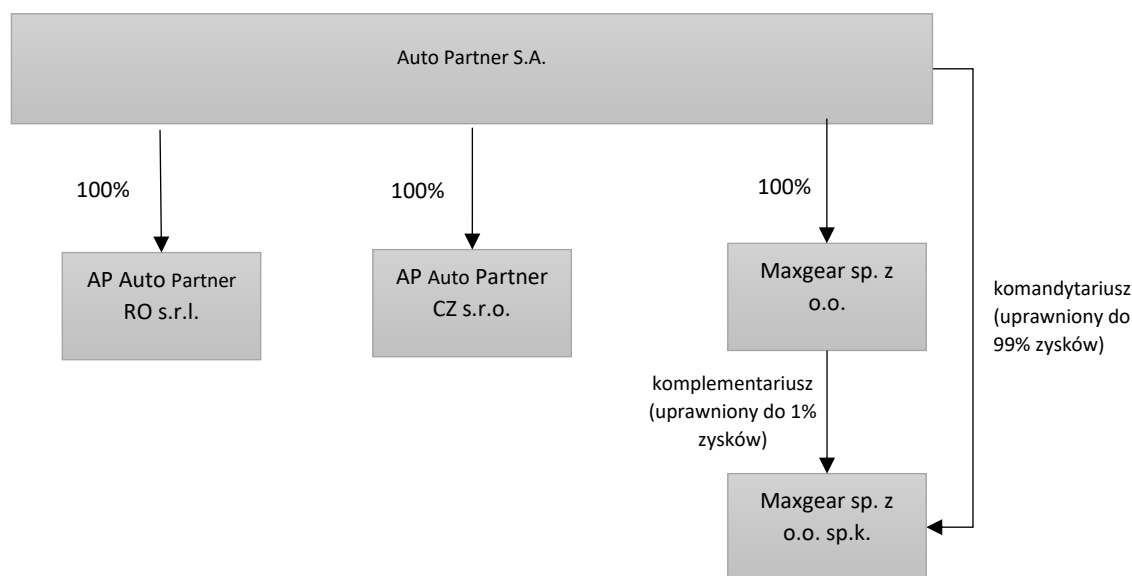 Auto Partner S.A.
100%
100%
100%
AP Auto Partner
RO s.r.l.
AP Auto Partner
CZ s.r.o.
Maxgear sp. z
o.o.
komandytariusz
(uprawniony do
99% zysków)
komplementariusz
(uprawniony do 1%
zysków)
Maxgear sp. z
o.o. sp.k.